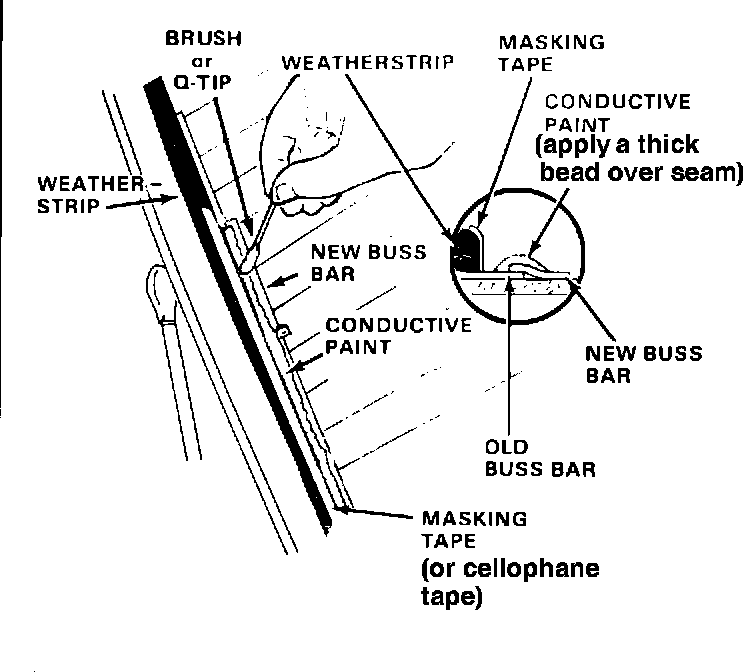 BRUSH
or
Q-TIP
WEATHERSTRIP
MASKING
TAPE
CONDUCTIVE
PAINT
(apply a thick
bead over seam)
WEATHER-
STRIP
NEW BUSS
BAR
CONDUCTIVE
PAINT
NEW BUSS
BAR
OLD
BUSS BAR
MASKING
TAPE
(or cellophane
tape)